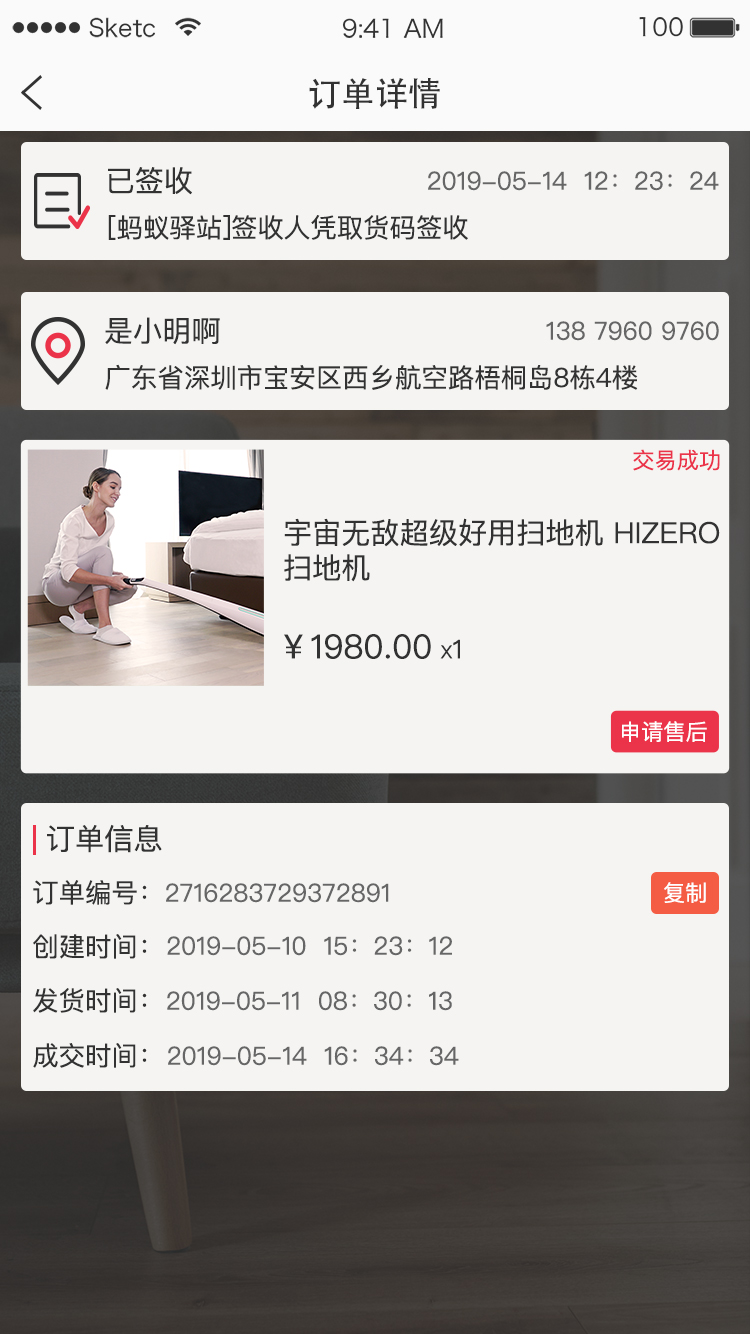 Sketc 9:41 AM 100
订单详情
已签收 2019-05-14 12：23：24
[蚂蚁驿站]签收人凭取货码签收
是小明啊 138 7960 9760
广东省深圳市宝安区西乡航空路梧桐岛8栋4楼
交易成功
宇宙无敌超级好用扫地机 HIZERO
扫地机
¥1980.00 x1
申请售后
订单信息
订单编号：2716283729372891 复制
创建时间：2019-05-10 15：23：12
发货时间：2019-05-11 08：30：13
成交时间：2019-05-14 16：34：34